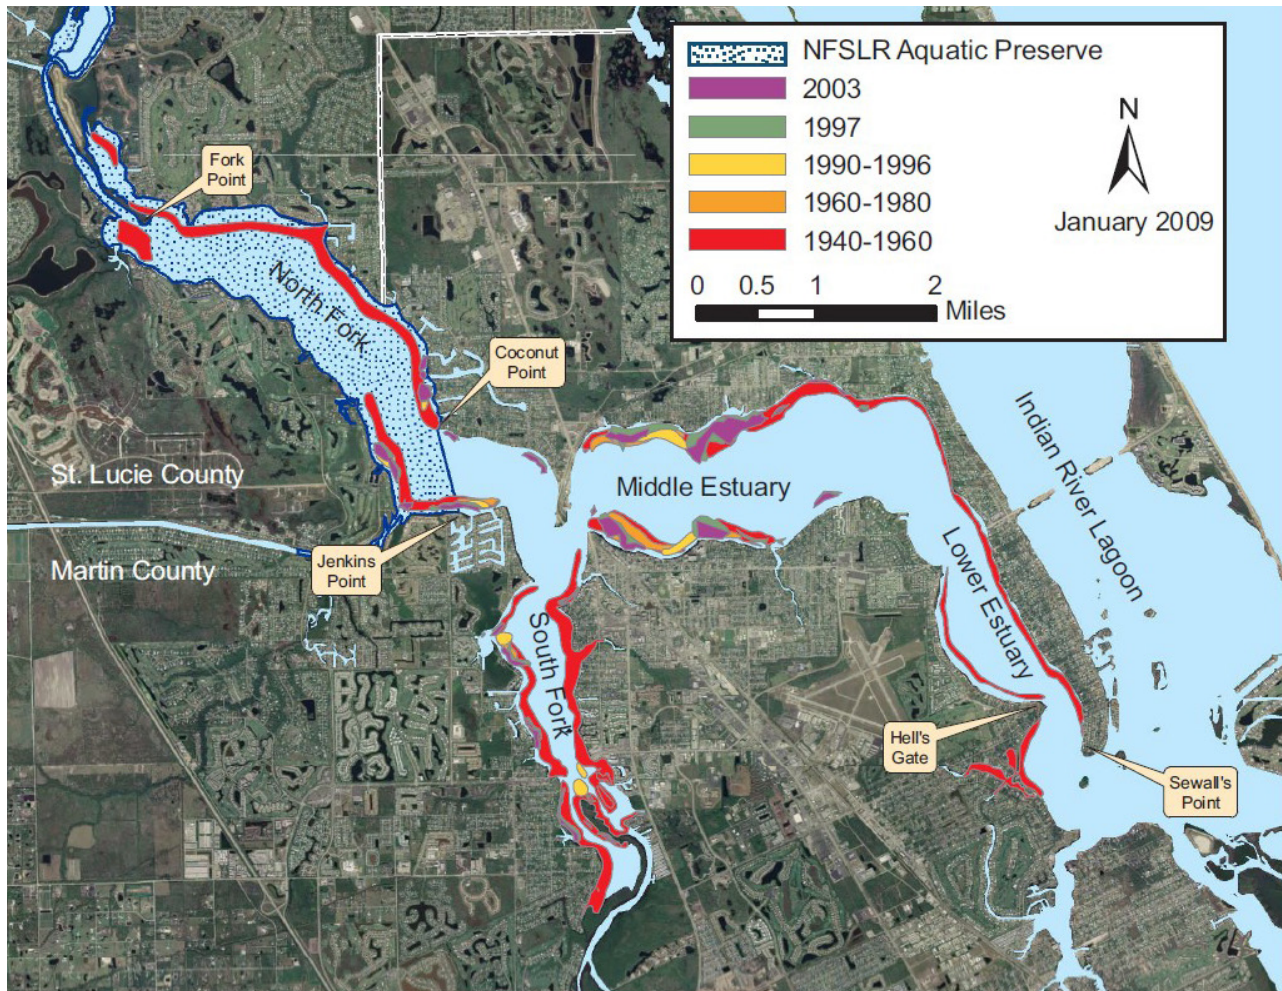 NFSLR Aquatic Preserve
2003
1997
1990-1996
1960-1980
1940-1960
N
January 2009
0 0.5 1 2
Miles
Fork
Point
North Fork
Coconut
Point
Indian River Lagoon
St. Lucie County
Middle Estuary
Martin County
Jenkins
Point
Lower Estuary
South Fork
Hell's
Gate
Sewall's
Point